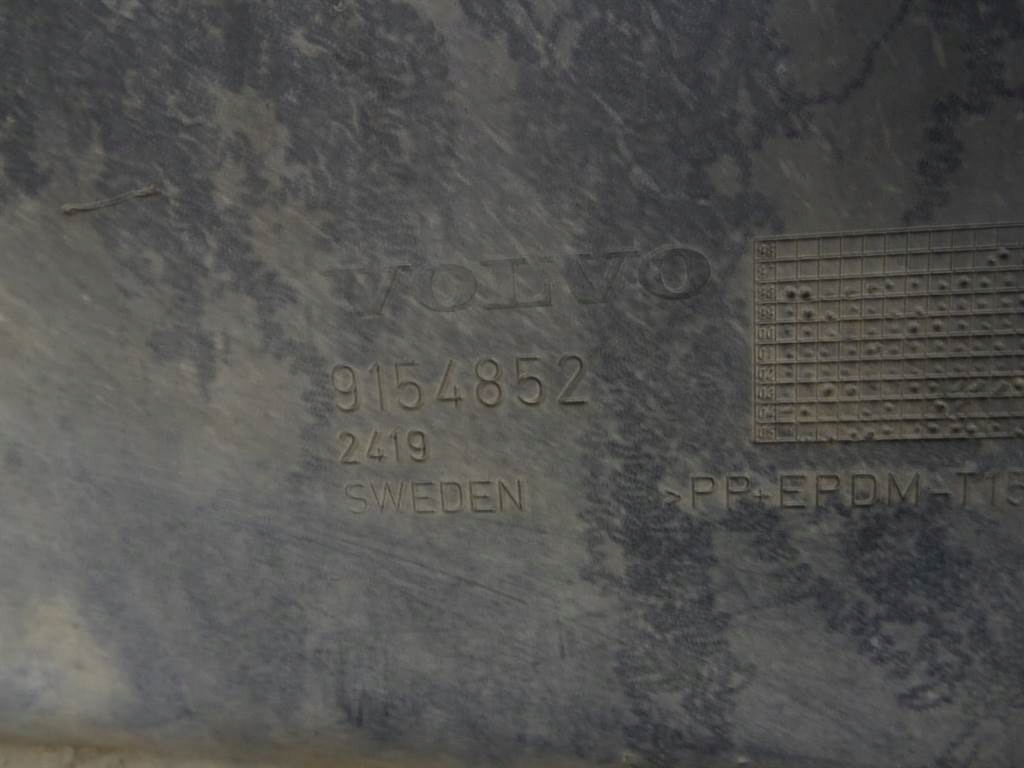 VOLVO
9154852
2419
SWEDEN
>PP+EPDM-T15